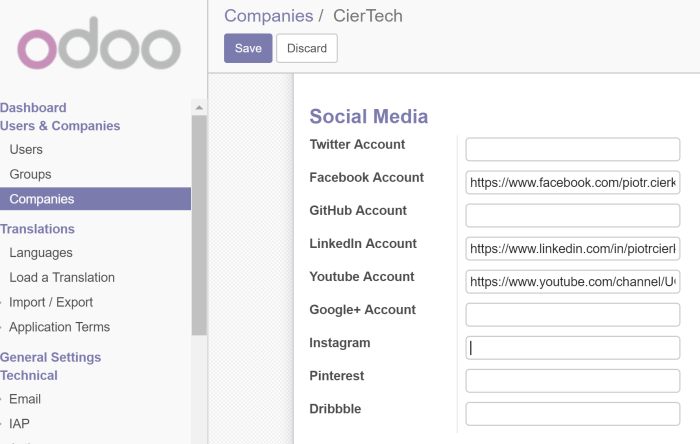 odoo
Companies / CierTech
Save Discard
Dashboard
Users & Companies
Users
Groups
Companies
Translations
Languages
Load a Translation
Import / Export
Application Terms
General Settings
Technical
Email
IAP
Social Media
Twitter Account
Facebook Account https://www.facebook.com/piotr.cierk
GitHub Account
LinkedIn Account https://www.linkedin.com/in/piotrcierk
Youtube Account https://www.youtube.com/channel/U
Google+ Account
Instagram
Pinterest
Dribbble